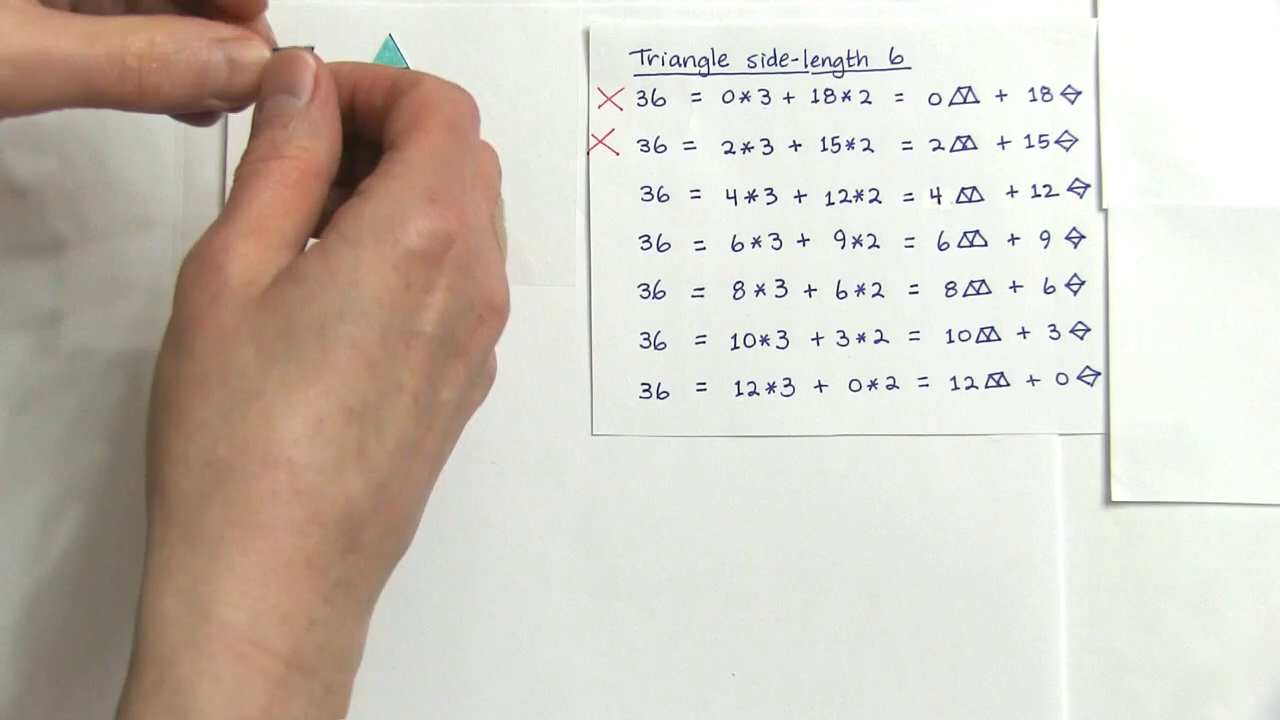 Triangle side-length 6
36 = 0*3 + 18*2 = 0 + 18
36 = 2*3 + 15*2 = 2 + 15
36 = 4*3 + 12*2 = 4 + 12
36 = 6*3 + 9*2 = 6 + 9
36 = 8*3 + 6*2 = 8 + 6
36 = 10*3 + 3*2 = 10 + 3
36 = 12*3 + 0*2 = 12 + 0